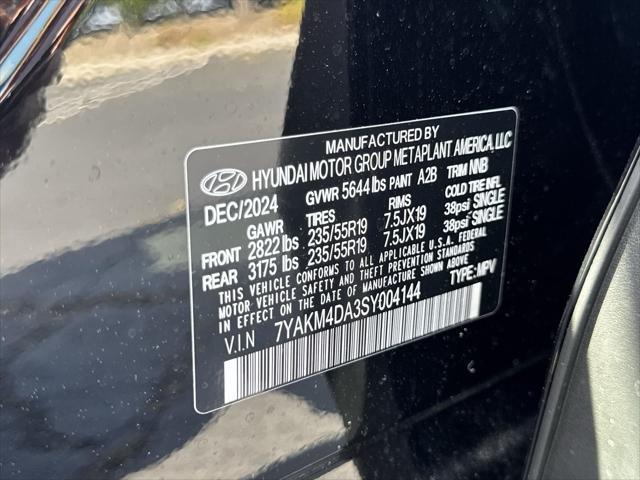 MANUFACTURED BY
HYUNDAI MOTOR GROUP METAPLANT AMERICA, LLC
DEC/2024 GVWR 5644 lbs PAINT A2B TRIM NNB
GAWR TIRES RIMS COLD TIRE INFL
FRONT 2822 lbs 235/55R19 7.5JX19 38psi SINGLE
REAR 3175 lbs 235/55R19 7.5JX19 38psi SINGLE
THIS VEHICLE CONFORMS TO ALL APPLICABLE U.S.A. FEDERAL
MOTOR VEHICLE SAFETY AND THEFT PREVENTION STANDARDS
IN EFFECT ON THE DATE OF MANUFACTURE SHOWN ABOVE
V.I.N 7YAKM4DA3SY004144 TYPE: MPV